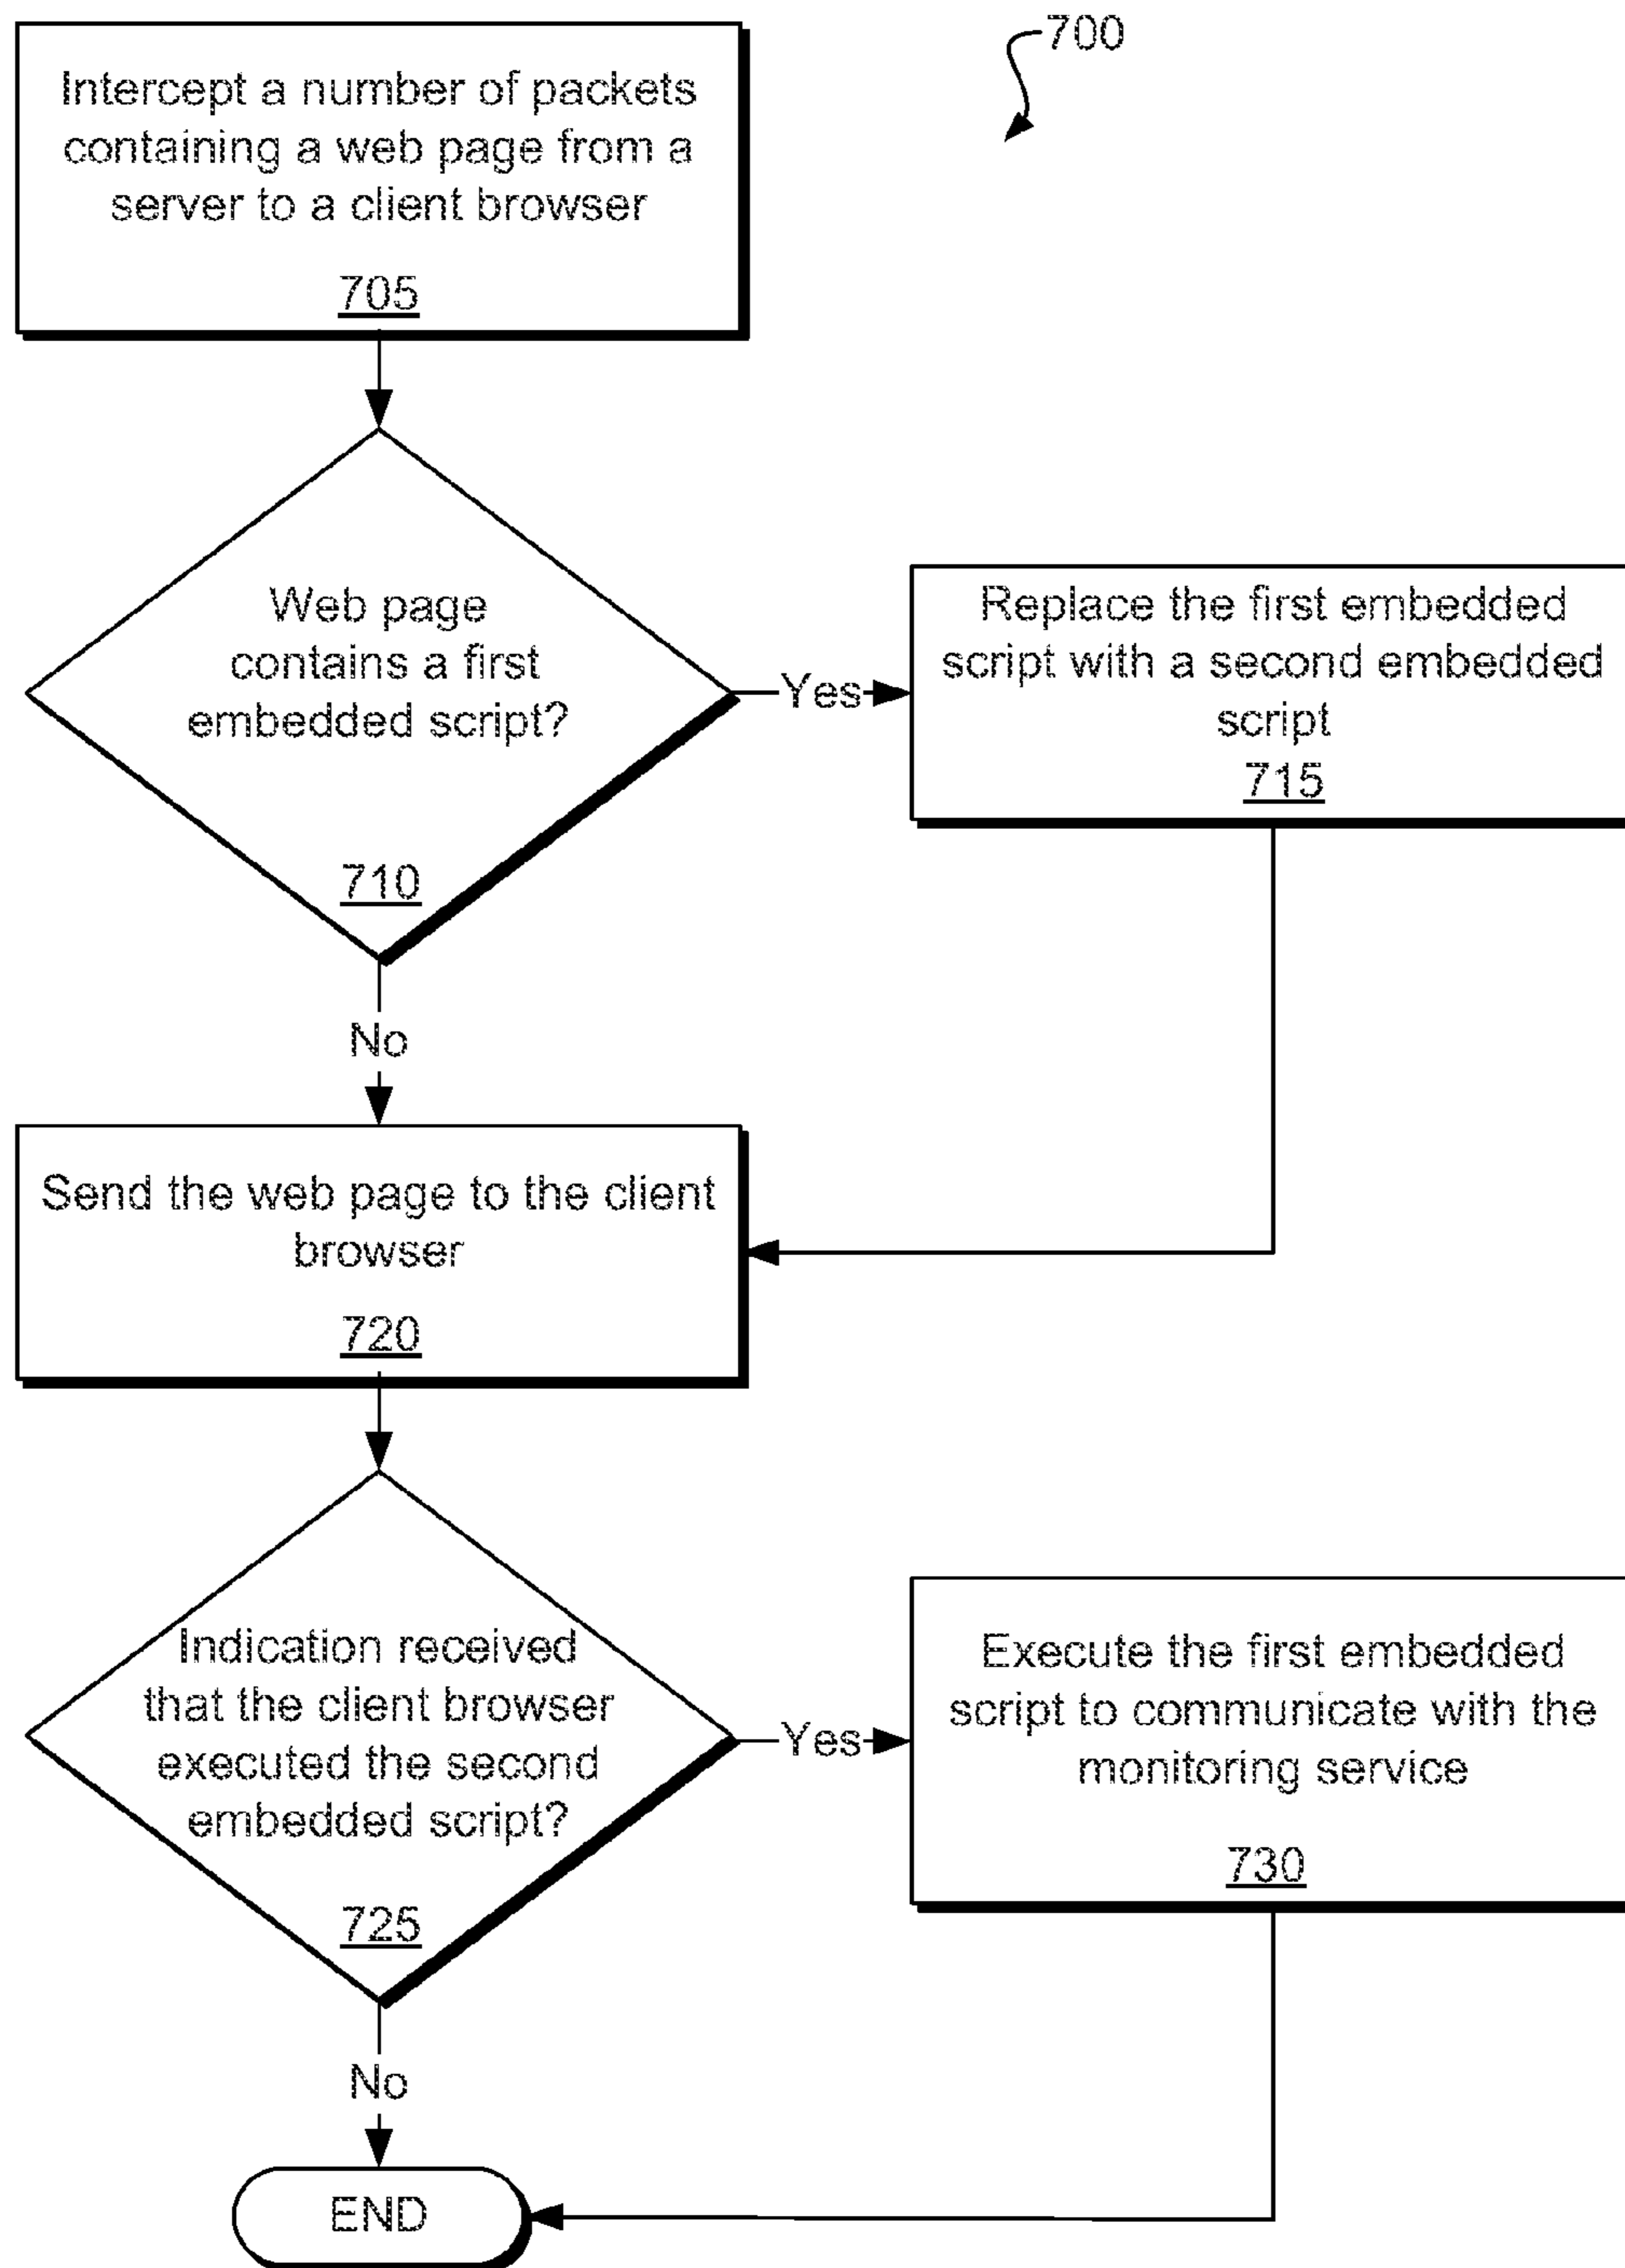 700
Intercept a number of packets
containing a web page from a
server to a client browser
705
Web page
contains a first
embedded script?
710
Yes
Replace the first embedded
script with a second embedded
script
715
No
Send the web page to the client
browser
720
Indication received
that the client browser
executed the second
embedded script?
725
Yes
Execute the first embedded
script to communicate with the
monitoring service
730
No
END